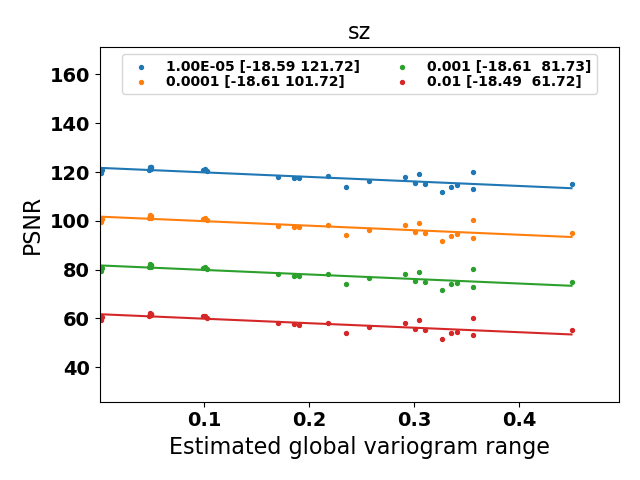 sz
1.00E-05 [-18.59 121.72]
0.0001 [-18.61 101.72]
0.001 [-18.61  81.73]
0.01 [-18.49  61.72]
PSNR
160
140
120
100
80
60
40
0.1 0.2 0.3 0.4
Estimated global variogram range